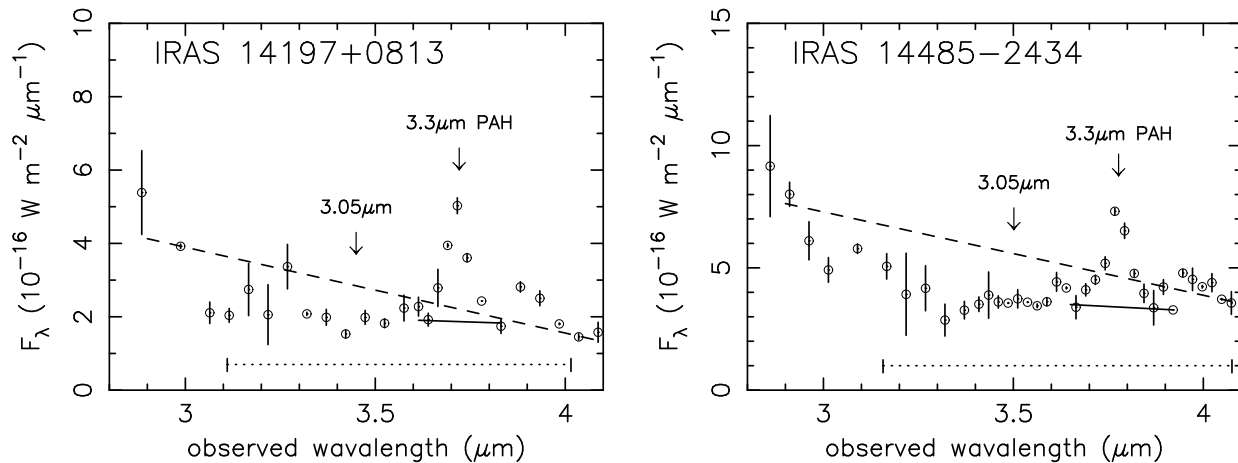 IRAS 14197+0813
3.3μm PAH
3.05μm
F_λ (10^−16 W m^−2 μm^−1)
10
8
6
4
2
0
3
3.5
4
observed wavalength (μm)
IRAS 14485−2434
3.3μm PAH
3.05μm
F_λ (10^−16 W m^−2 μm^−1)
15
10
5
0
3
3.5
4
observed wavalength (μm)